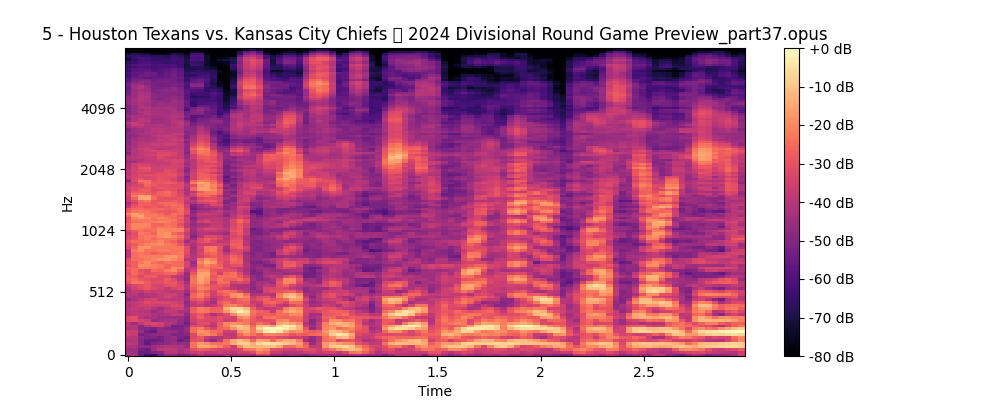 5 - Houston Texans vs. Kansas City Chiefs ▯ 2024 Divisional Round Game Preview_part37.opus
+0 dB
-10 dB
-20 dB
-30 dB
-40 dB
-50 dB
-60 dB
-70 dB
-80 dB
4096
2048
1024
512
0
Hz
0
0.5
1
1.5
2
2.5
Time